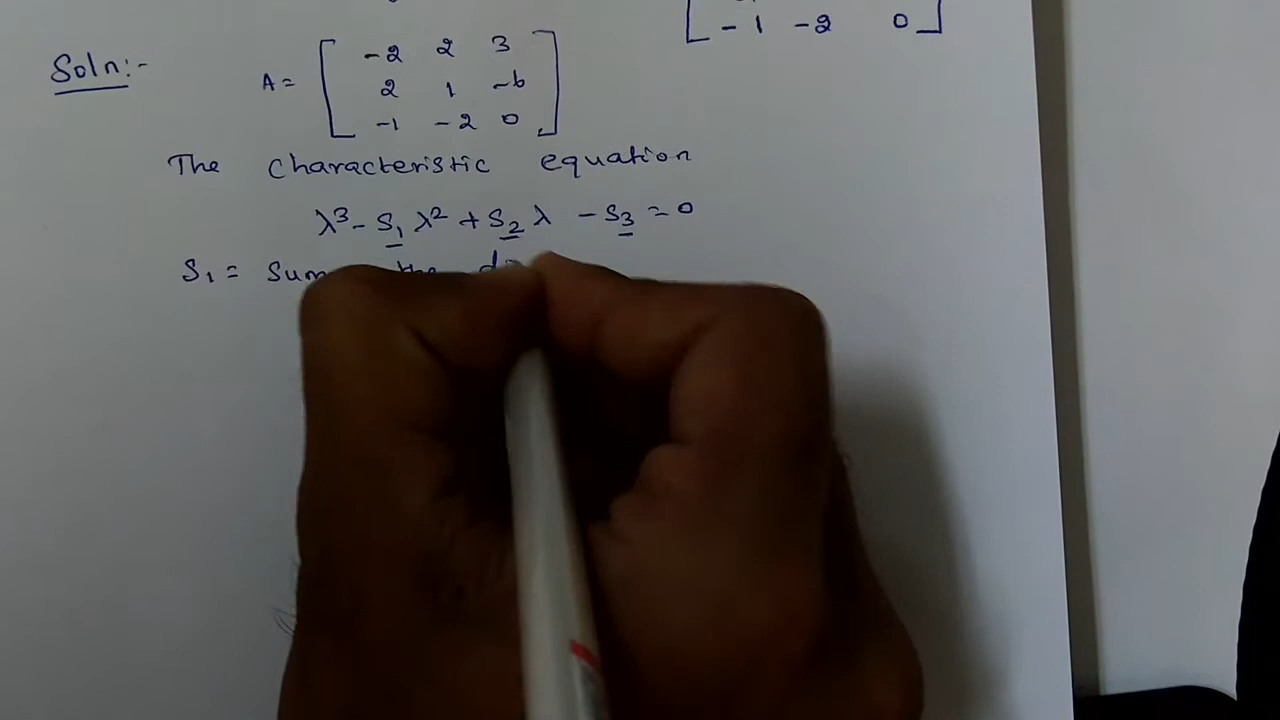 -1 -2 0
Soln:-
A = -2 2 3
2 1 -6
-1 -2 0
The characteristic equation
λ³ - S₁ λ² + S₂ λ - S₃ = 0
S₁ = Sum the